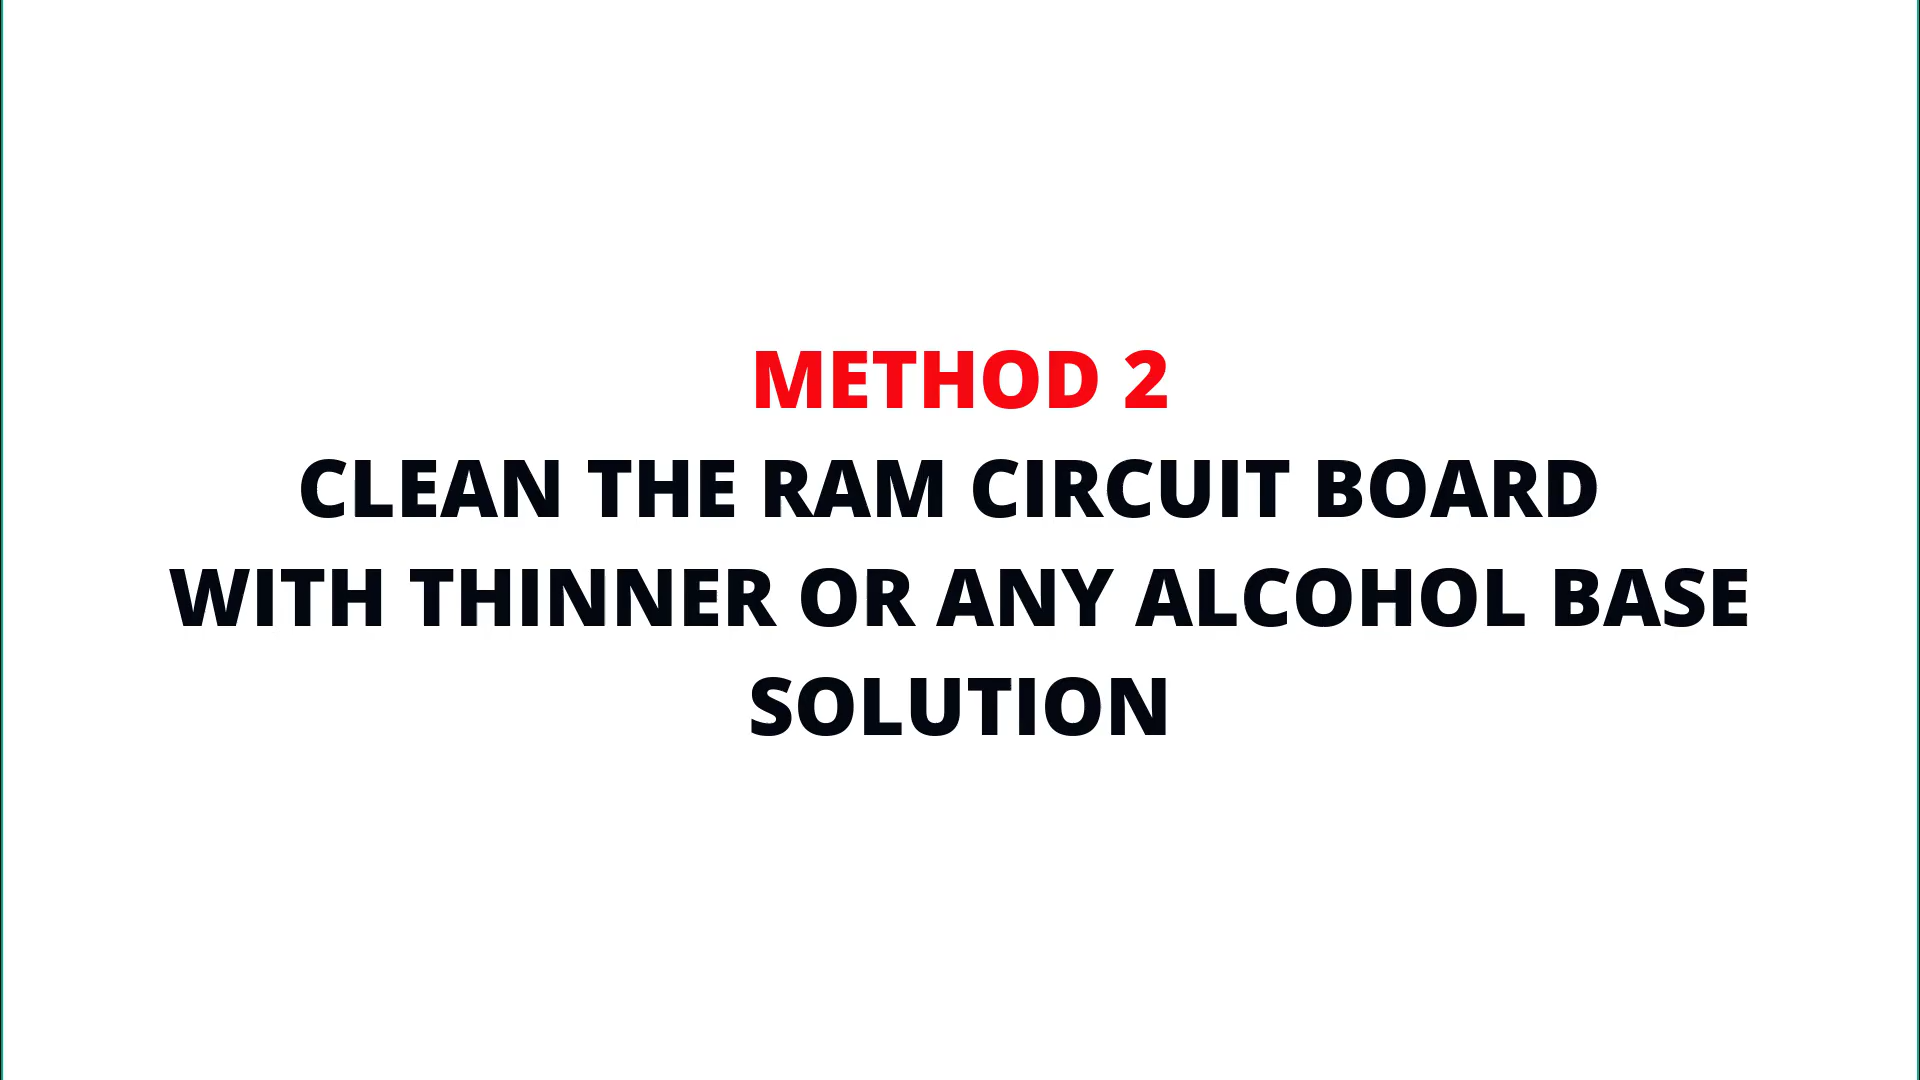 METHOD 2
CLEAN THE RAM CIRCUIT BOARD
WITH THINNER OR ANY ALCOHOL BASE
SOLUTION